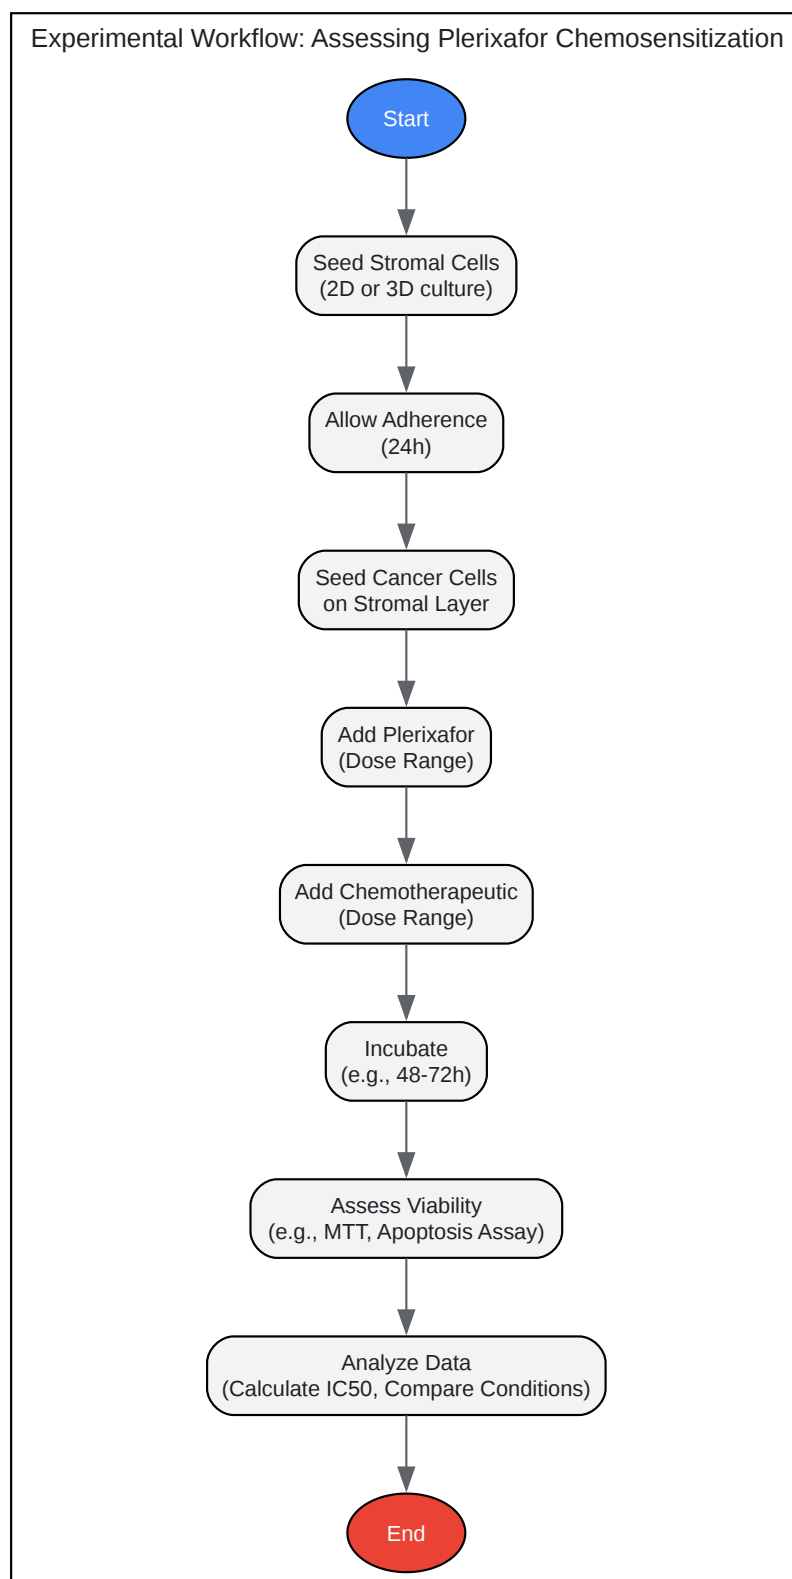 Experimental Workflow: Assessing Plerixafor Chemosensitization
Start
Seed Stromal Cells
(2D or 3D culture)
Allow Adherence
(24h)
Seed Cancer Cells
on Stromal Layer
Add Plerixafor
(Dose Range)
Add Chemotherapeutic
(Dose Range)
Incubate
(e.g., 48-72h)
Assess Viability
(e.g., MTT, Apoptosis Assay)
Analyze Data
(Calculate IC50, Compare Conditions)
End